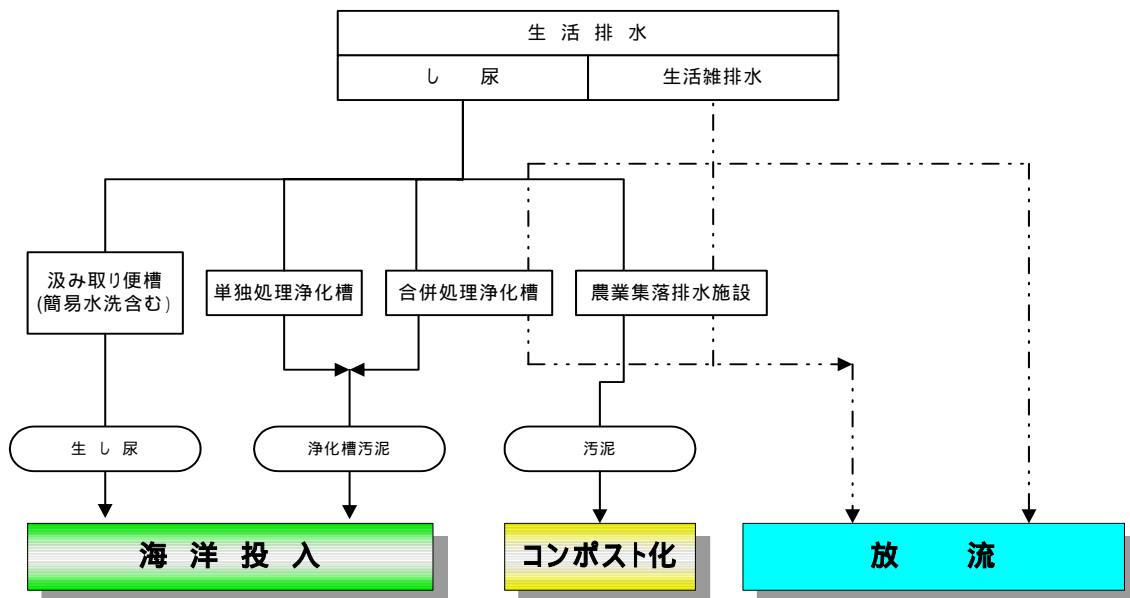 生 活 排 水
し 尿
生活雑排水
汲み取り便槽
(簡易水洗含む)
単独処理浄化槽
合併処理浄化槽
農業集落排水施設
生 し 尿
浄化槽汚泥
汚泥
海 洋 投 入
コンポスト化
放 流